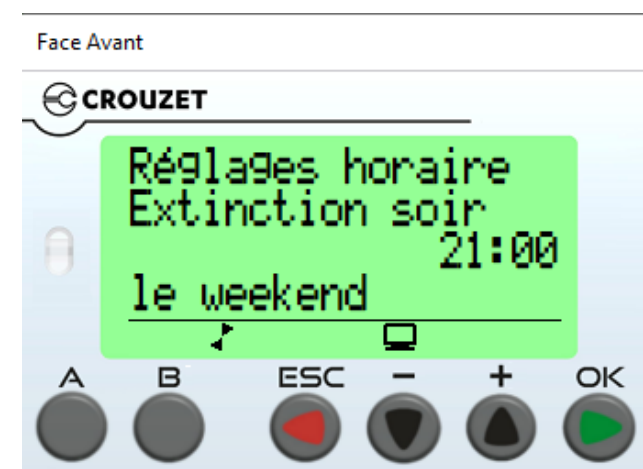 Face Avant
CROUZET
Réglages horaire
Extinction soir
21:00
le weekend
A B ESC - + OK